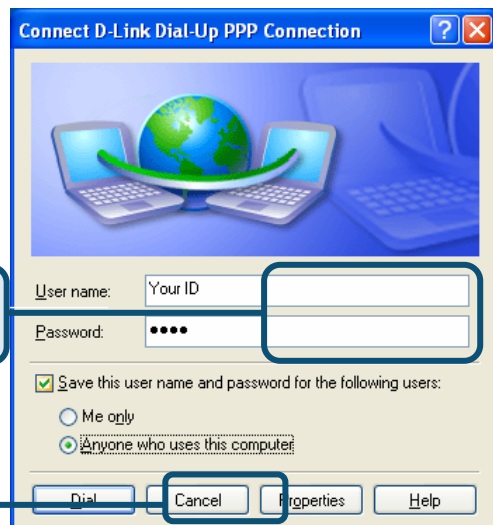 Connect D-Link Dial-Up PPP Connection
User name: Your ID
Password: ••••
Save this user name and password for the following users:
Me only
Anyone who uses this computer
Dial Cancel Properties Help